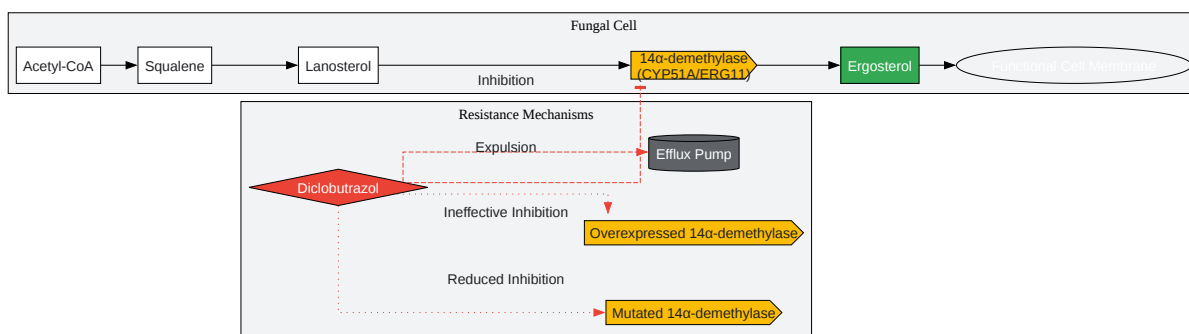 Fungal Cell
Acetyl-CoA
Squalene
Lanosterol
Inhibition
14α-demethylase
(CYP51A/ERG11)
Ergosterol
Functional Cell Membrane
Resistance Mechanisms
Expulsion
Efflux Pump
Diclobutrazol
Ineffective Inhibition
Overexpressed 14α-demethylase
Reduced Inhibition
Mutated 14α-demethylase